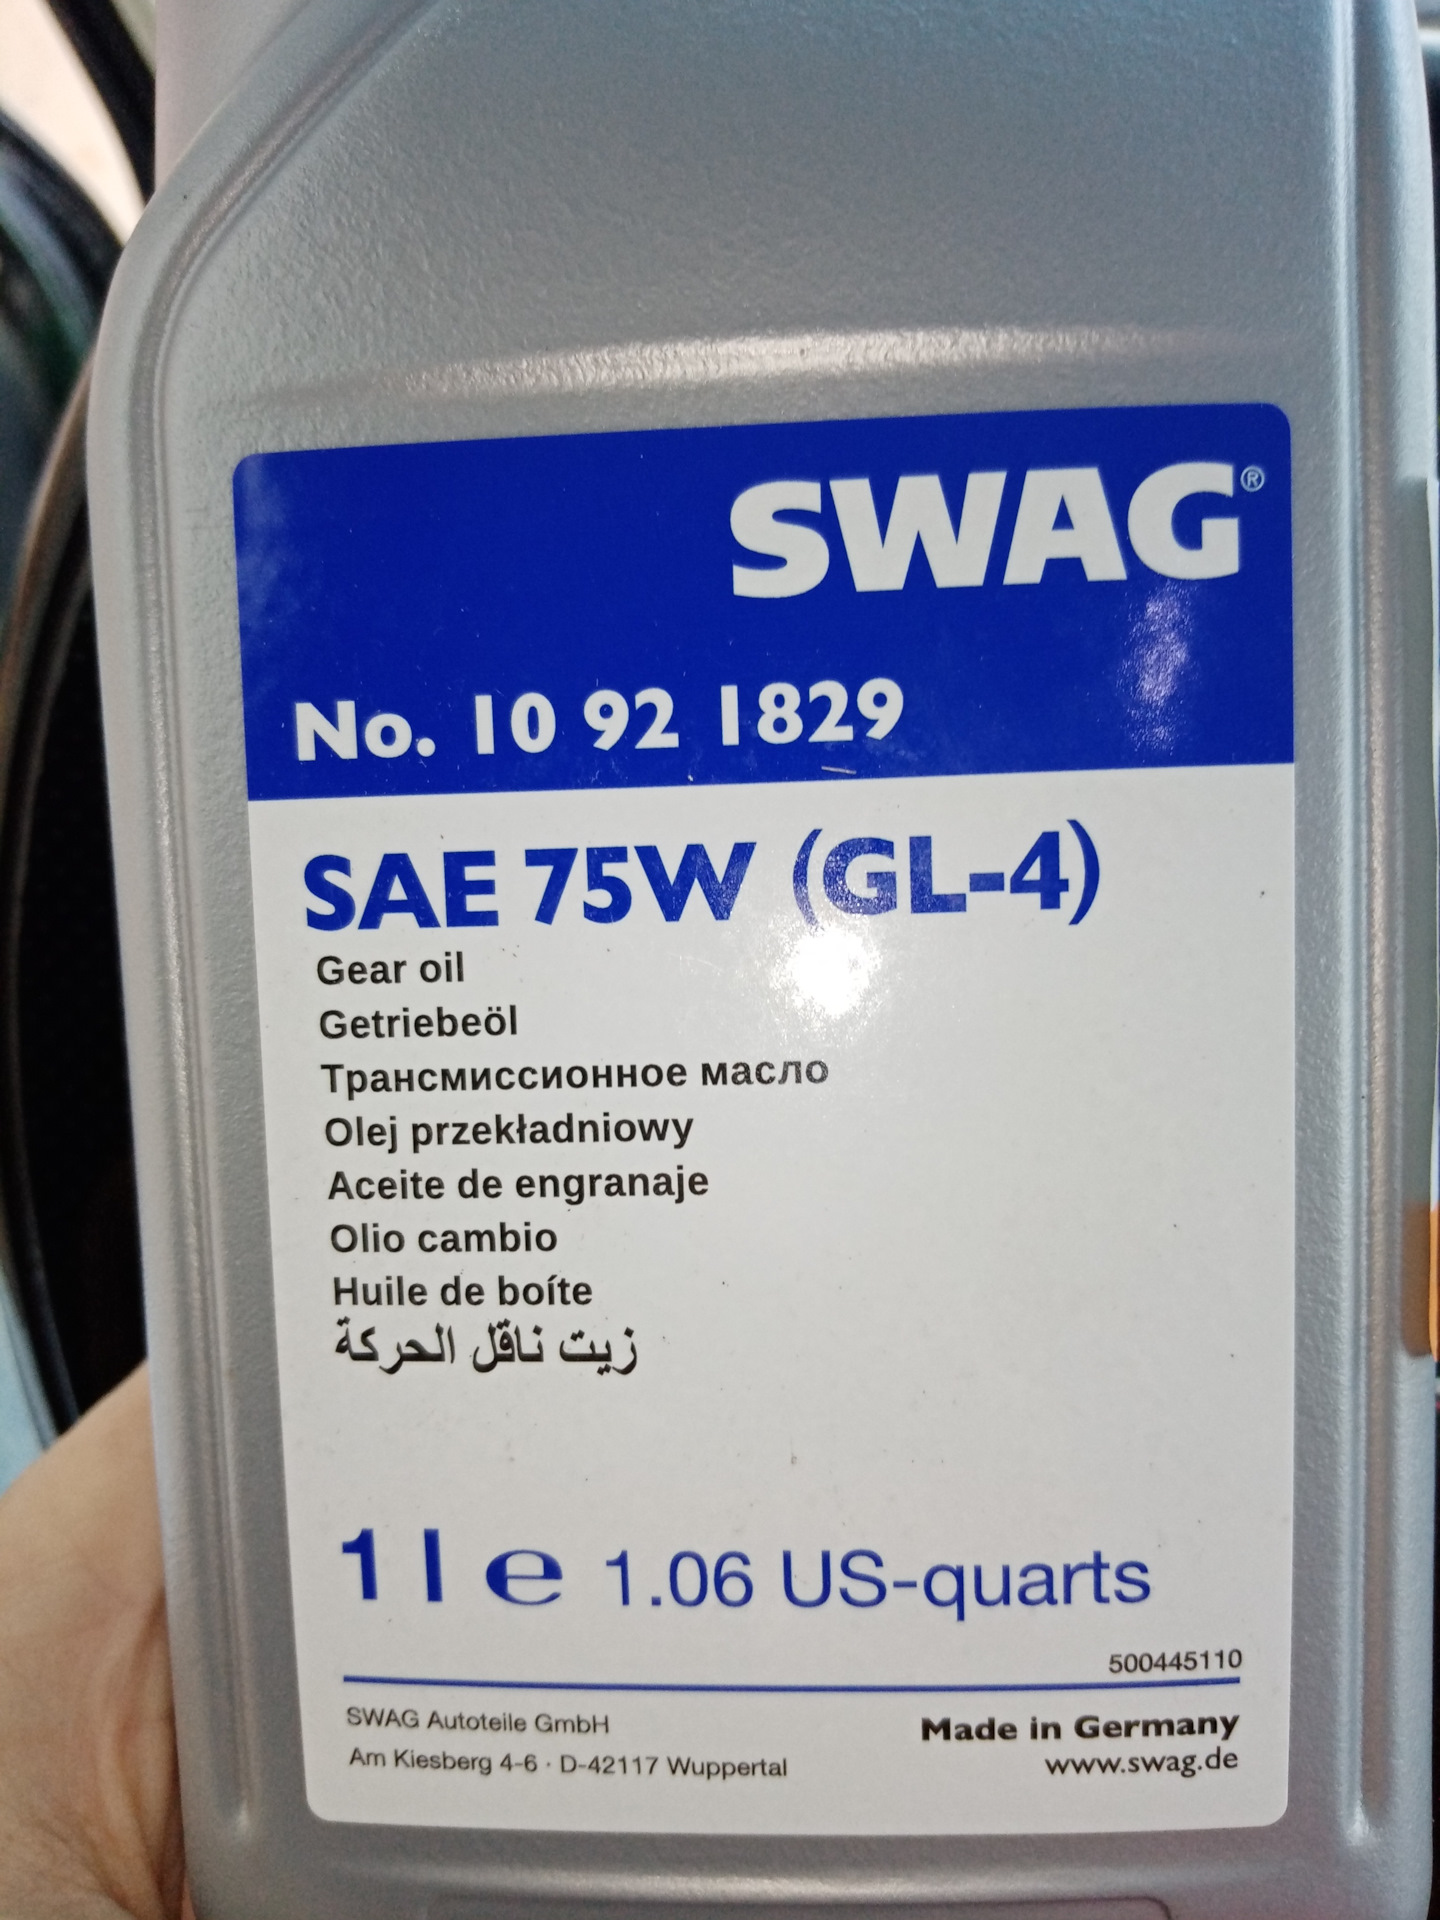 SWAG®
No. 10 92 1829
SAE 75W (GL-4)
Gear oil
Getriebeöl
Трансмиссионное масло
Olej przekładniowy
Aceite de engranaje
Olio cambio
Huile de boíte
زيت ناقل الحركة
1 l e 1.06 US-quarts
500445110
SWAG Autoteile GmbH
Am Kiesberg 4-6 · D-42117 Wuppertal
Made in Germany
www.swag.de